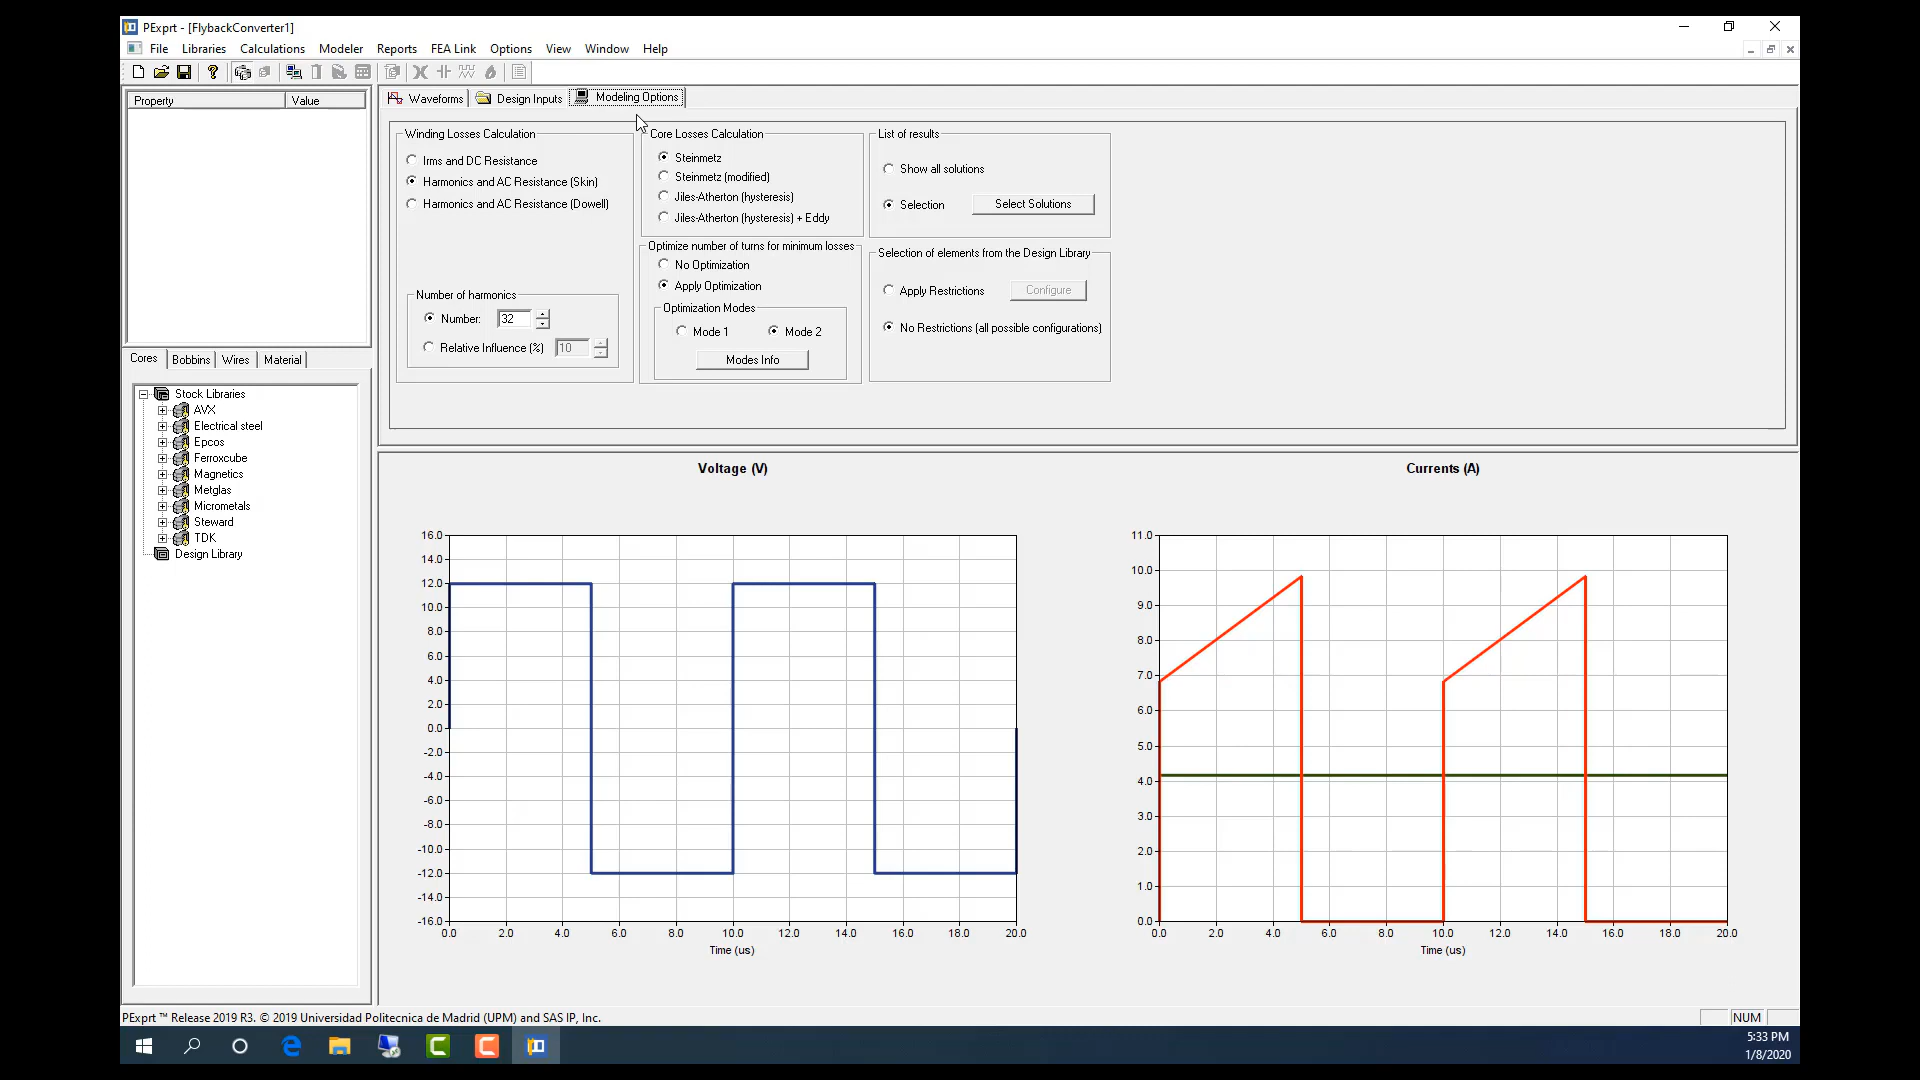 PExprt - [FlybackConverter1]
File Libraries Calculations Modeler Reports FEA Link Options View Window Help
Property Value
Waveforms Design Inputs Modeling Options
Winding Losses Calculation
Irms and DC Resistance
Harmonics and AC Resistance (Skin)
Harmonics and AC Resistance (Dowell)
Number of harmonics
Number: 32
Relative Influence (%) 10
Core Losses Calculation
Steinmetz
Steinmetz (modified)
Jiles-Atherton (hysteresis)
Jiles-Atherton (hysteresis) + Eddy
Optimize number of turns for minimum losses
No Optimization
Apply Optimization
Optimization Modes
Mode 1 Mode 2
Modes Info
List of results
Show all solutions
Selection Select Solutions
Selection of elements from the Design Library
Apply Restrictions Configure
No Restrictions (all possible configurations)
Cores Bobbins Wires Material
Stock Libraries
AVX
Electrical steel
Epcos
Ferroxcube
Magnetics
Metglas
Micrometals
Steward
TDK
Design Library
Voltage (V)
16.0
14.0
12.0
10.0
8.0
6.0
4.0
2.0
0.0
-2.0
-4.0
-6.0
-8.0
-10.0
-12.0
-14.0
-16.0
0.0 2.0 4.0 6.0 8.0 10.0 12.0 14.0 16.0 18.0 20.0
Time (us)
Currents (A)
11.0
10.0
9.0
8.0
7.0
6.0
5.0
4.0
3.0
2.0
1.0
0.0
0.0 2.0 4.0 6.0 8.0 10.0 12.0 14.0 16.0 18.0 20.0
Time (us)
PExprt ™ Release 2019 R3. © 2019 Universidad Politecnica de Madrid (UPM) and SAS IP, Inc.
NUM
5:33 PM
1/8/2020